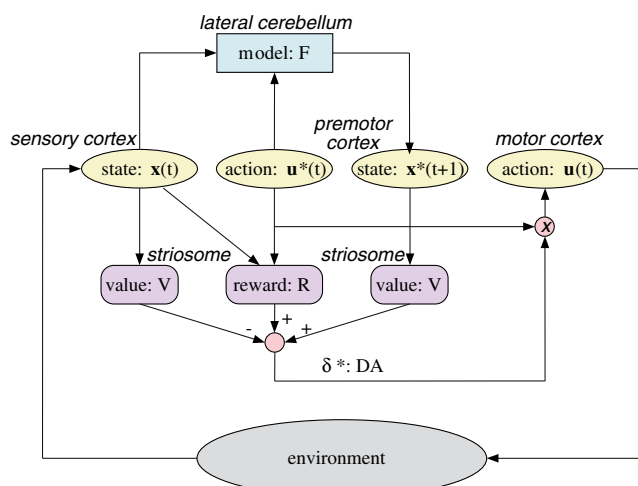 lateral cerebellum
model: F
sensory cortex
premotor
cortex
motor cortex
state: x(t)
action: u*(t)
state: x*(t+1)
action: u(t)
x
striosome
striosome
value: V
reward: R
value: V
-
+
+
δ *: DA
environment